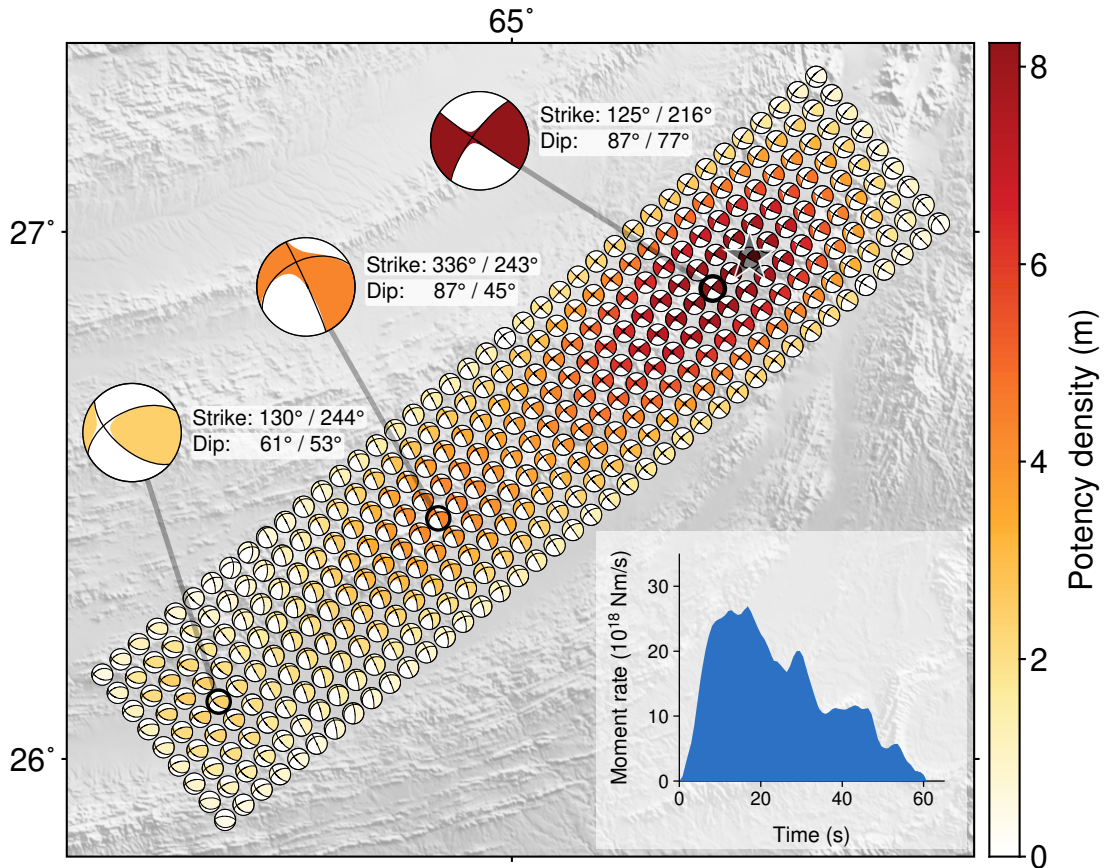 65°
Strike: 125° / 216°
Dip: 87° / 77°
27°
Strike: 336° / 243°
Dip: 87° / 45°
Strike: 130° / 244°
Dip: 61° / 53°
26°
8
6
4
2
0
Potency density (m)
Moment rate (10¹⁸ Nm/s)
30
20
10
0
0 20 40 60
Time (s)